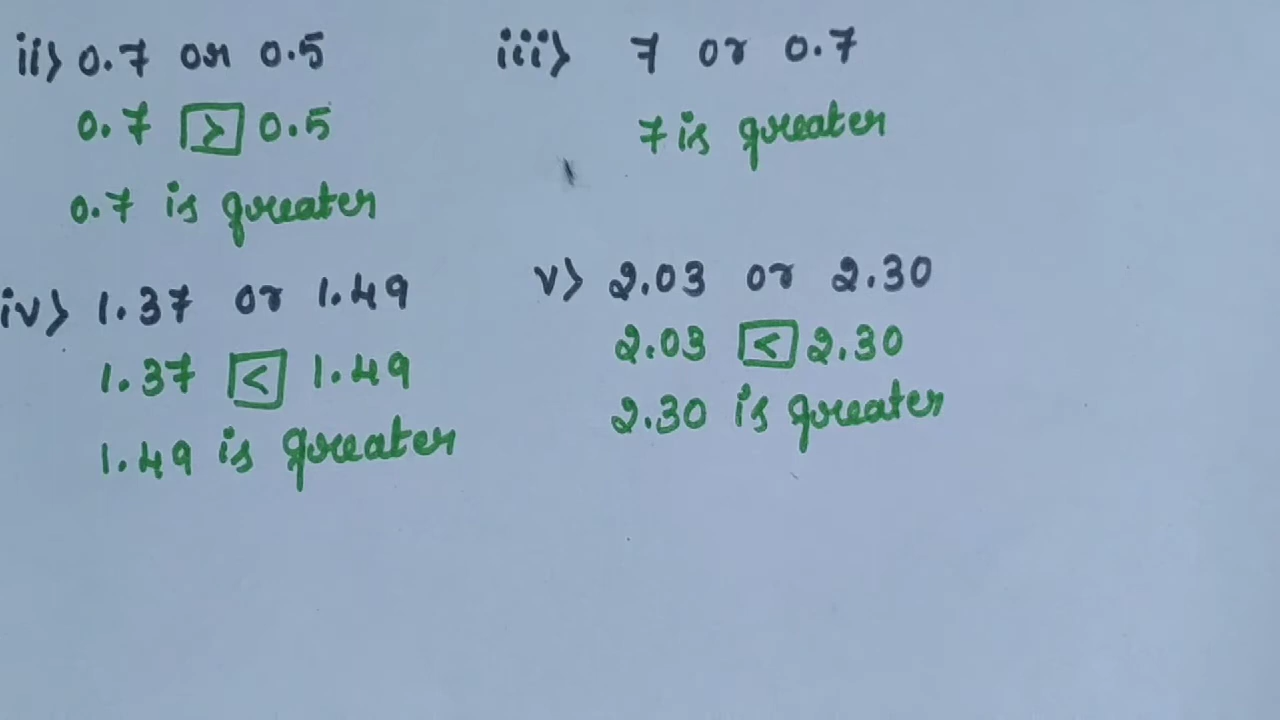 ii> 0.7 or 0.5
0.7 > 0.5
0.7 is greater
iii> 7 or 0.7
7 is greater
iv> 1.37 or 1.49
1.37 < 1.49
1.49 is greater
v> 2.03 or 2.30
2.03 < 2.30
2.30 is greater